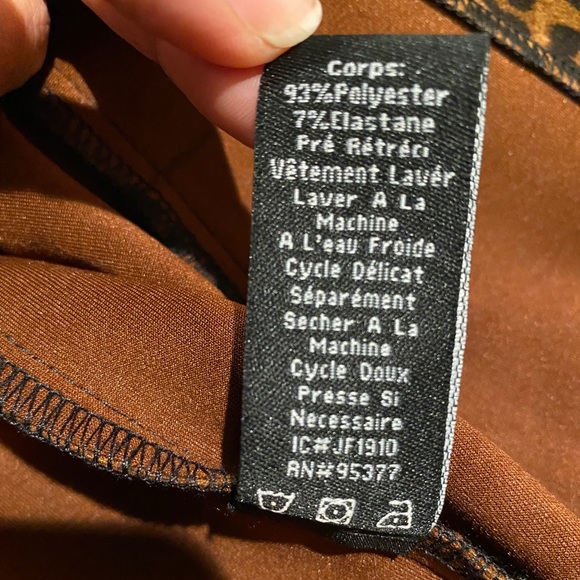 Corps:
93%Polyester
7%Elastane
Pré Rétréci
Vêtement Lavér
Laver A La
Machine
A L'eau Froide
Cycle Délicat
Séparément
Secher A La
Machine
Cycle Doux
Presse Si
Necessaire
IC#JF1910
RN#95377